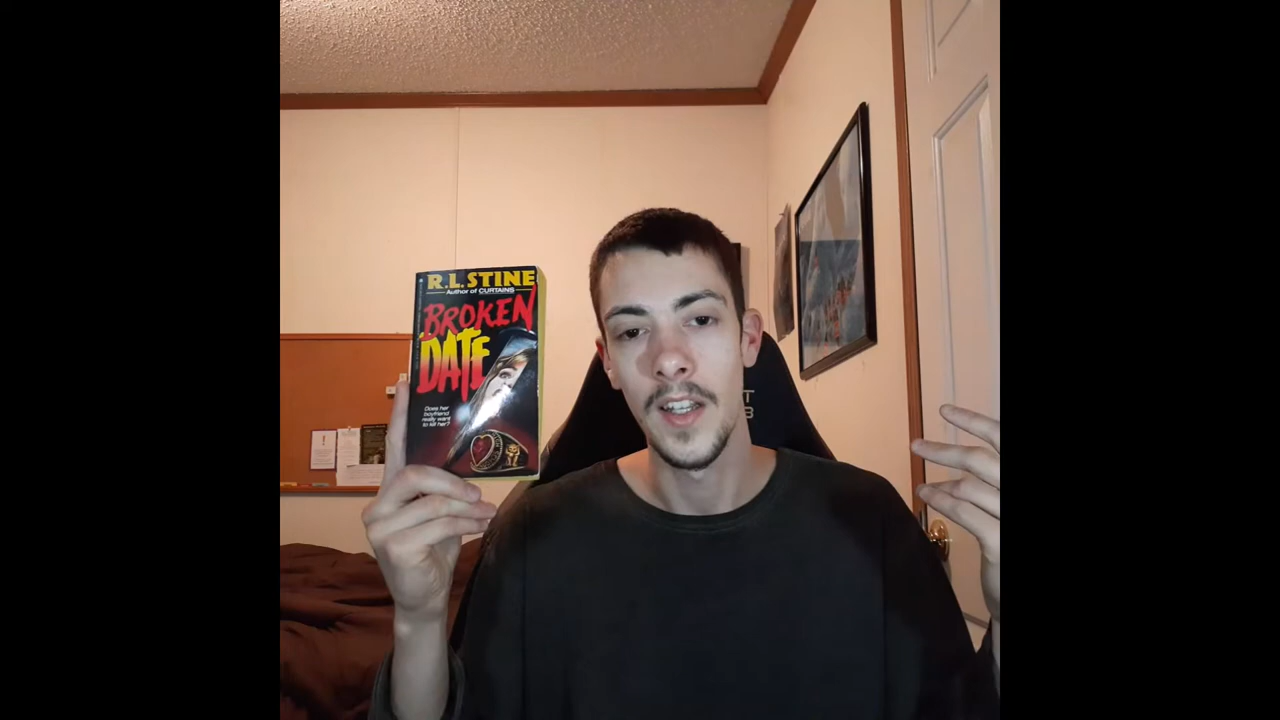 R.L.STINE
Author of CURTAINS
BROKEN
DATE
Does her
boyfriend
really want
to kill her?